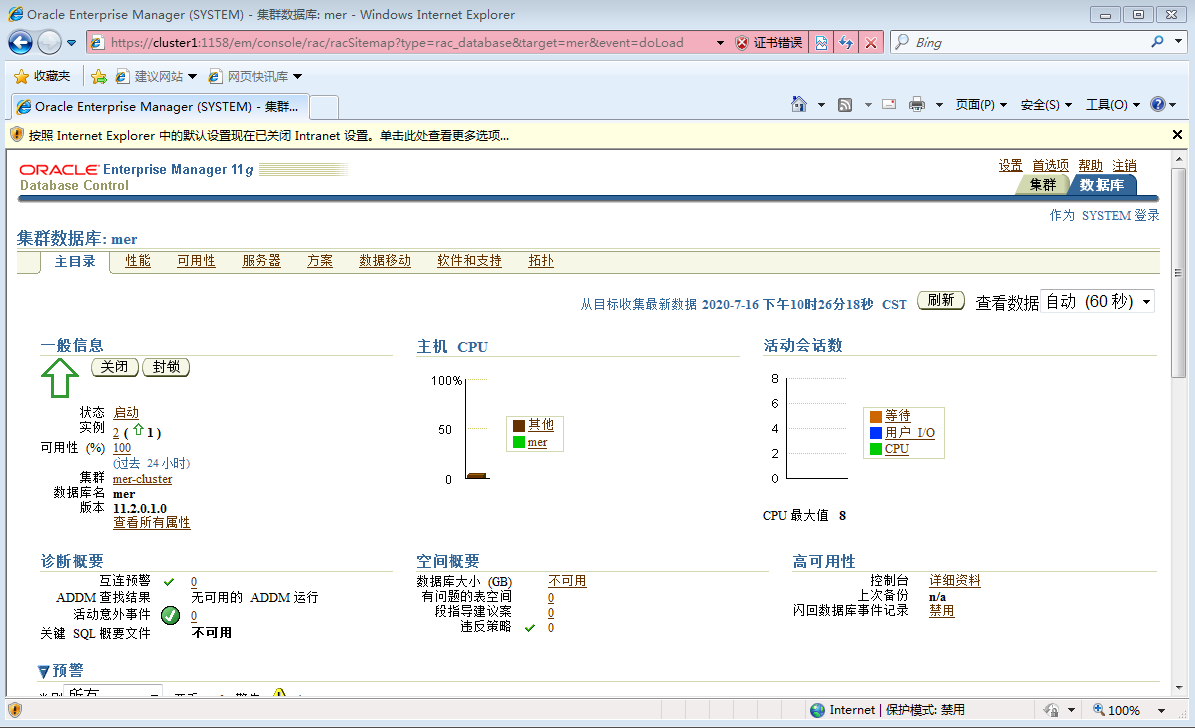 Oracle Enterprise Manager (SYSTEM) - 集群数据库: mer - Windows Internet Explorer
https://cluster1:1158/em/console/rac/racSitemap?type=rac_database&target=mer&event=doLoad 证书错误 Bing
收藏夹 建议网站 网页快讯库
Oracle Enterprise Manager (SYSTEM) - 集群... 页面(P) 安全(S) 工具(O)
按照 Internet Explorer 中的默认设置现在已关闭 Intranet 设置。单击此处查看更多选项...
ORACLE Enterprise Manager 11g
Database Control
设置 首选项 帮助 注销
集群 数据库
作为 SYSTEM 登录
集群数据库: mer
主目录 性能 可用性 服务器 方案 数据移动 软件和支持 拓扑
从目标收集最新数据 2020-7-16 下午10时26分18秒 CST 刷新 查看数据 自动 (60 秒)
一般信息
关闭 封锁
状态 启动
实例 2 ( 1 )
可用性 (%) 100
(过去 24 小时)
集群 mer-cluster
数据库名 mer
版本 11.2.0.1.0
查看所有属性
主机 CPU
100%
50
0
其他
mer
活动会话数
8
6
4
2
0
等待
用户 I/O
CPU
CPU 最大值 8
诊断概要
互连预警 0
ADDM 查找结果 无可用的 ADDM 运行
活动意外事件 0
关键 SQL 概要文件 不可用
空间概要
数据库大小 (GB) 不可用
有问题的表空间 0
段指导建议案 0
违反策略 0
高可用性
控制台 详细资料
上次备份 n/a
闪回数据库事件记录 禁用
预警
所有
Internet | 保护模式: 禁用 100%